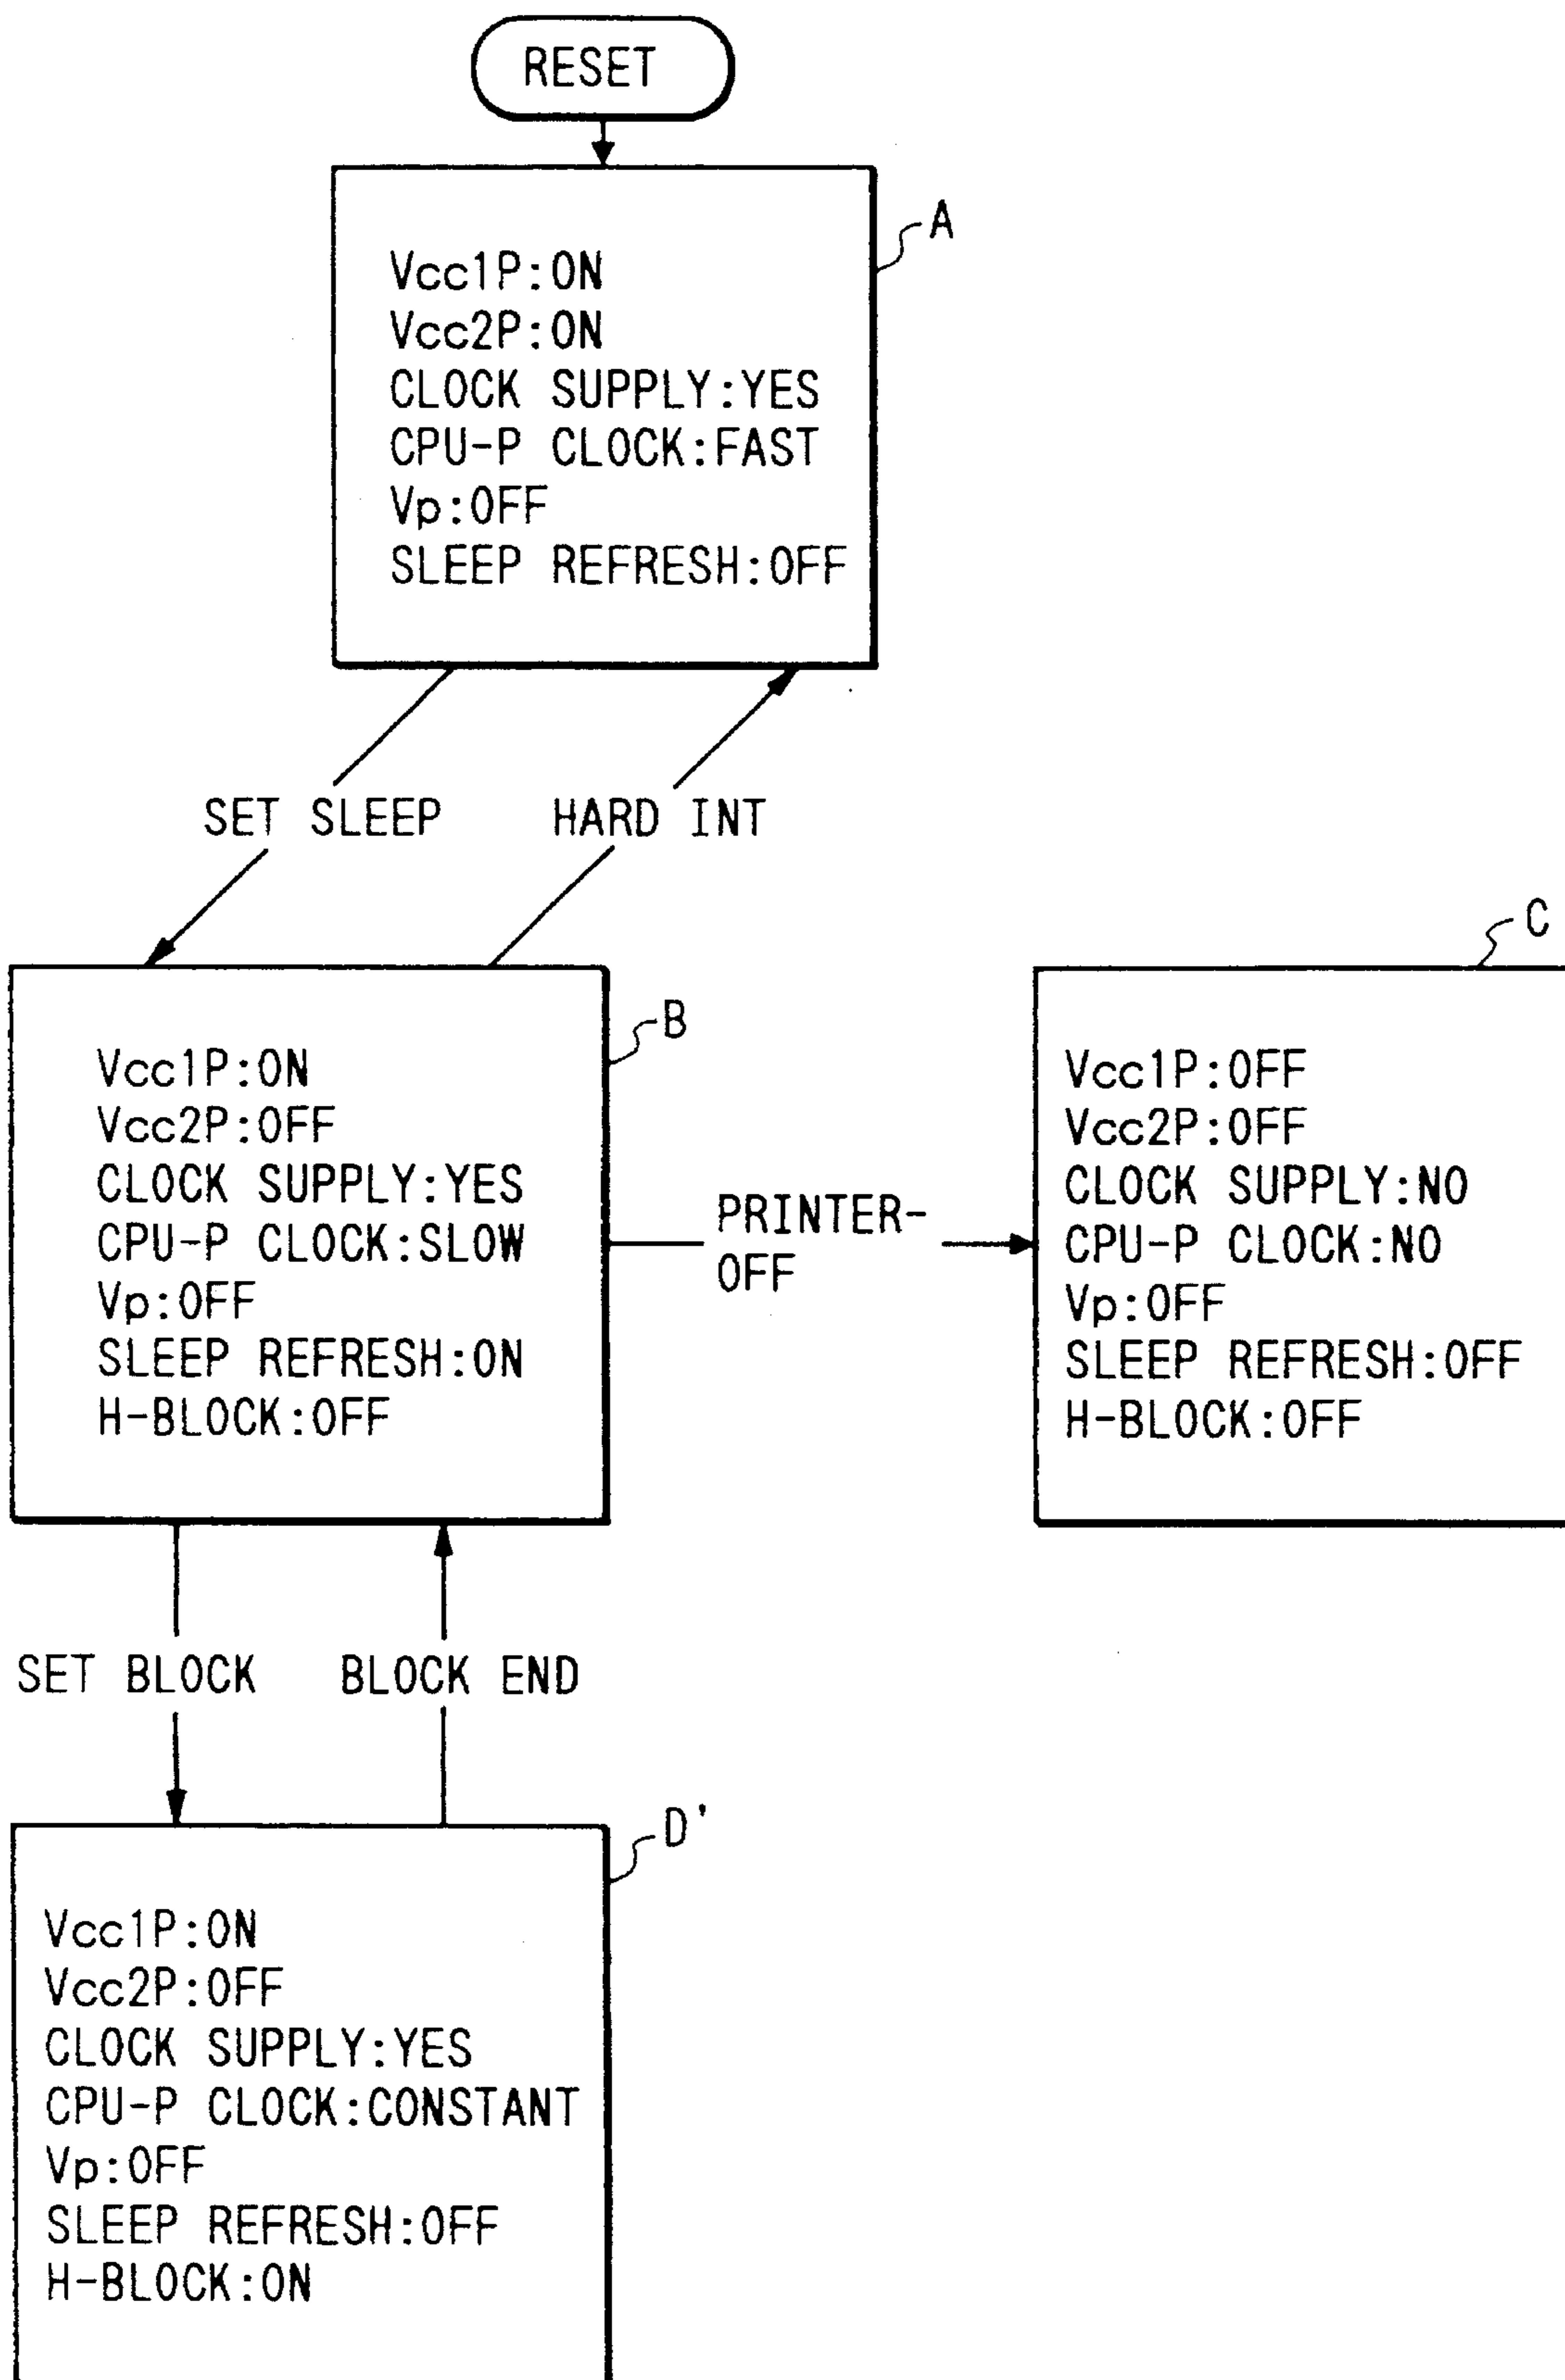 RESET
A
Vcc1P:ON
Vcc2P:ON
CLOCK SUPPLY:YES
CPU-P CLOCK:FAST
Vp:OFF
SLEEP REFRESH:OFF
SET SLEEP
HARD INT
B
Vcc1P:ON
Vcc2P:OFF
CLOCK SUPPLY:YES
CPU-P CLOCK:SLOW
Vp:OFF
SLEEP REFRESH:ON
H-BLOCK:OFF
PRINTER-
OFF
C
Vcc1P:OFF
Vcc2P:OFF
CLOCK SUPPLY:NO
CPU-P CLOCK:NO
Vp:OFF
SLEEP REFRESH:OFF
H-BLOCK:OFF
SET BLOCK
BLOCK END
D'
Vcc1P:ON
Vcc2P:OFF
CLOCK SUPPLY:YES
CPU-P CLOCK:CONSTANT
Vp:OFF
SLEEP REFRESH:OFF
H-BLOCK:ON